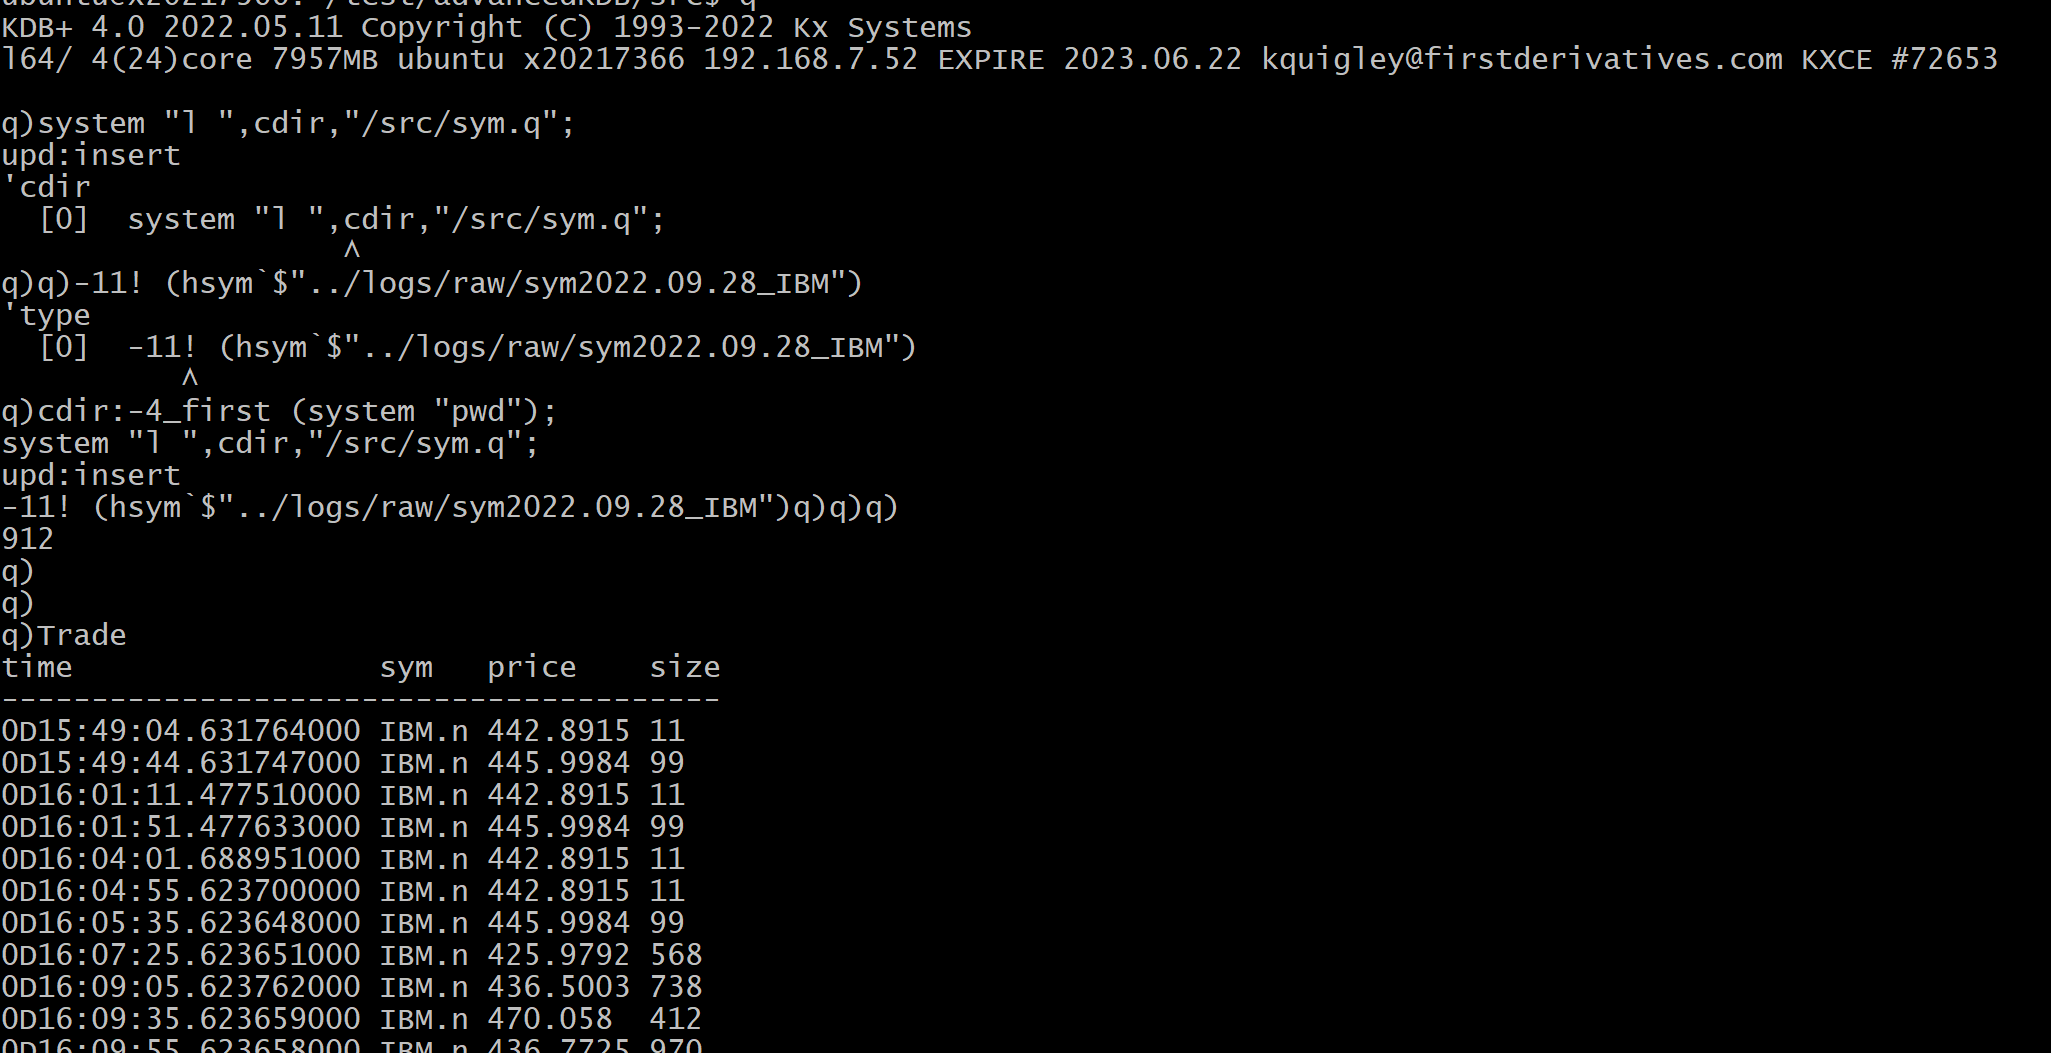 KDB+ 4.0 2022.05.11 Copyright (C) 1993-2022 Kx Systems
l64/ 4(24)core 7957MB ubuntu x20217366 192.168.7.52 EXPIRE 2023.06.22 kquigley@firstderivatives.com KXCE #72653
q)system "l ",cdir,"/src/sym.q";
upd:insert
'cdir
  [0]  system "l ",cdir,"/src/sym.q";
                   ^
q)q)-11! (hsym`$"../logs/raw/sym2022.09.28_IBM")
'type
  [0]  -11! (hsym`$"../logs/raw/sym2022.09.28_IBM")
          ^
q)cdir:-4_first (system "pwd");
system "l ",cdir,"/src/sym.q";
upd:insert
-11! (hsym`$"../logs/raw/sym2022.09.28_IBM")q)q)q)
912
q)
q)
q)Trade
time                 sym   price    size
----------------------------------------
0D15:49:04.631764000 IBM.n 442.8915 11
0D15:49:44.631747000 IBM.n 445.9984 99
0D16:01:11.477510000 IBM.n 442.8915 11
0D16:01:51.477633000 IBM.n 445.9984 99
0D16:04:01.688951000 IBM.n 442.8915 11
0D16:04:55.623700000 IBM.n 442.8915 11
0D16:05:35.623648000 IBM.n 445.9984 99
0D16:07:25.623651000 IBM.n 425.9792 568
0D16:09:05.623762000 IBM.n 436.5003 738
0D16:09:35.623659000 IBM.n 470.058  412
0D16:09:55.623658000 IBM.n 436.7725 970